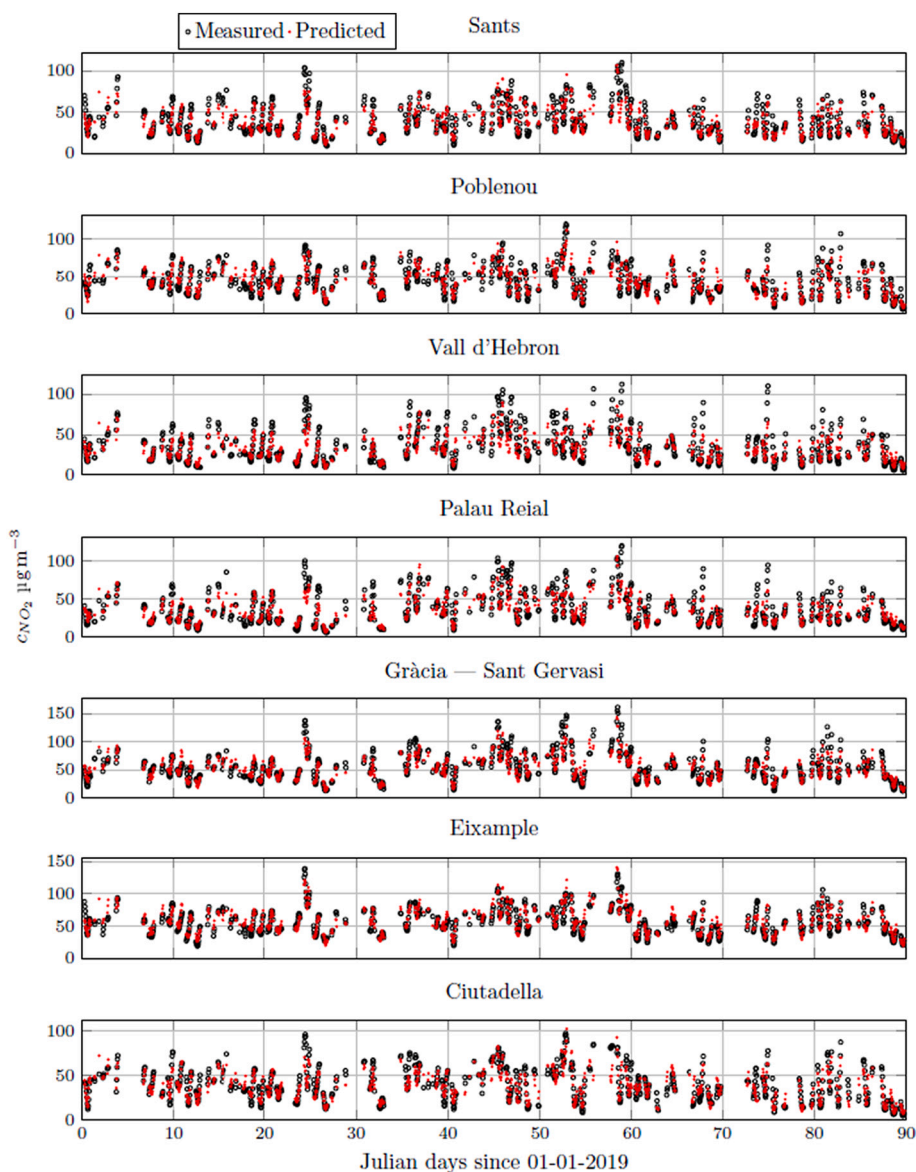 Measured Predicted
Sants
100
50
0
Poblenou
100
50
0
Vall d'Hebron
100
50
0
Palau Reial
100
50
0
Gràcia — Sant Gervasi
150
100
50
0
Eixample
150
100
50
0
Ciutadella
100
50
0
0 10 20 30 40 50 60 70 80 90
Julian days since 01-01-2019
c_{NO_2} µg m^{−3}